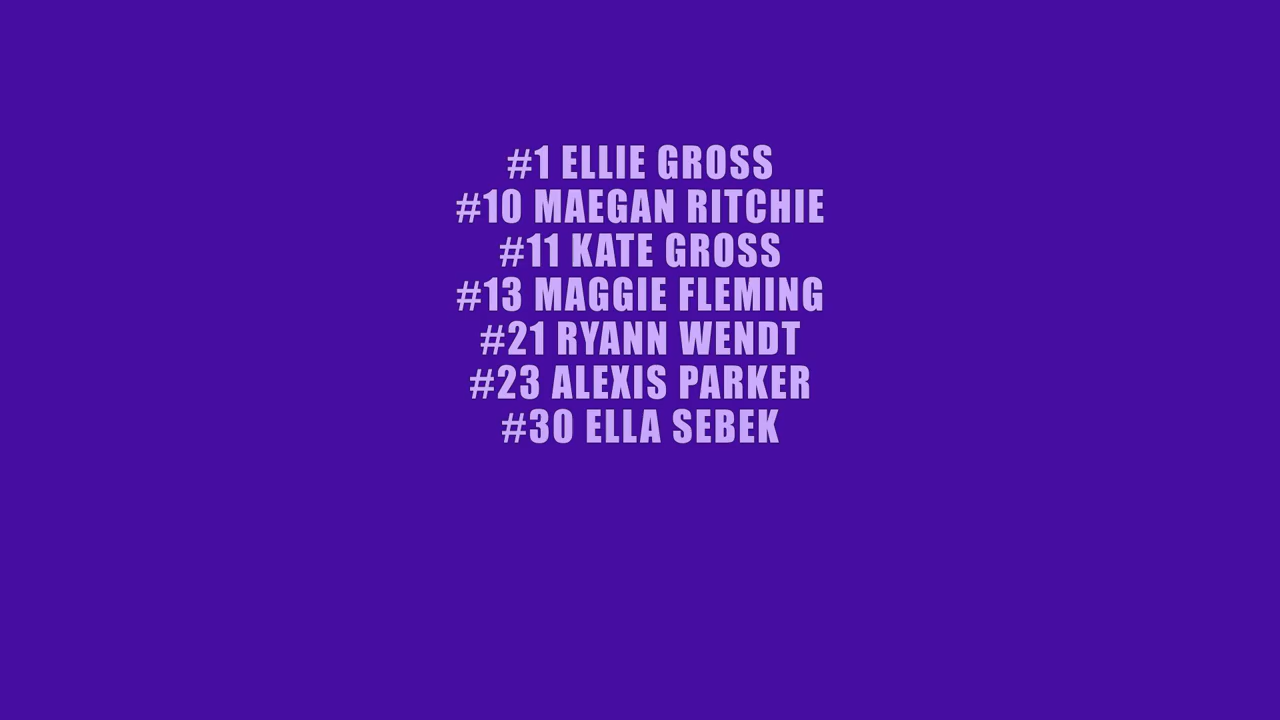 #1 ELLIE GROSS
#10 MAEGAN RITCHIE
#11 KATE GROSS
#13 MAGGIE FLEMING
#21 RYANN WENDT
#23 ALEXIS PARKER
#30 ELLA SEBEK